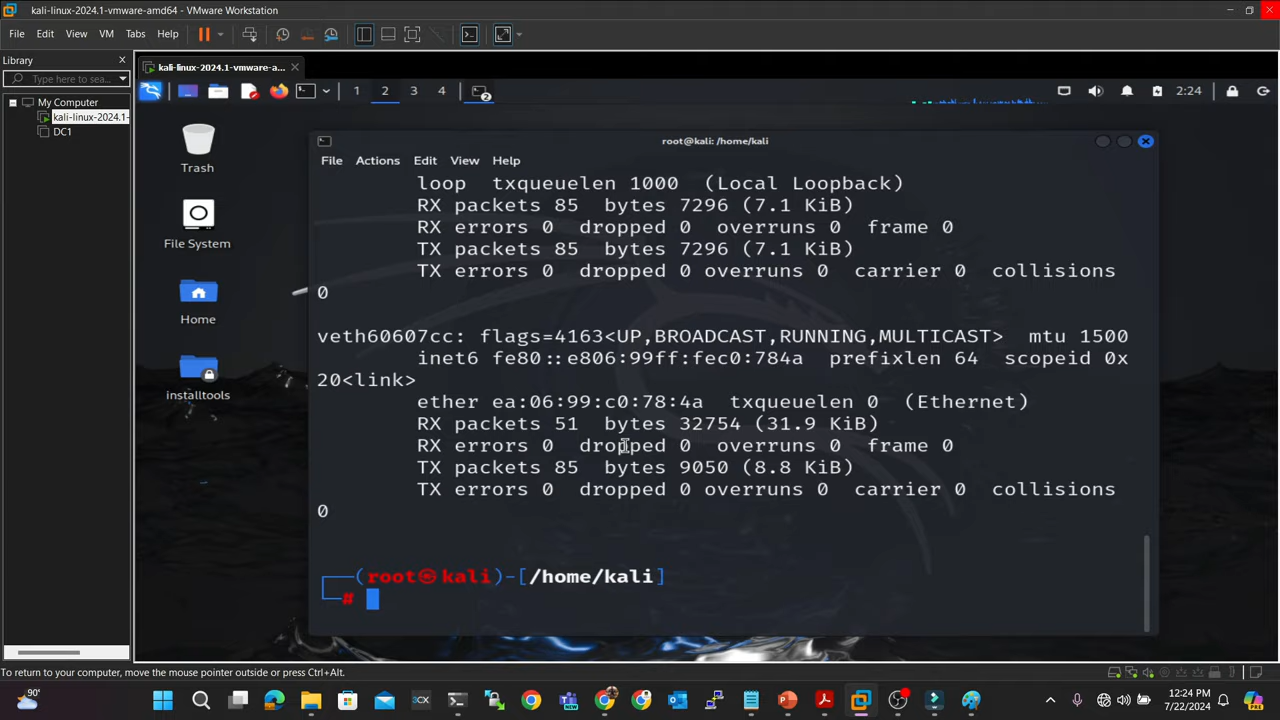 kali-linux-2024.1-vmware-amd64 - VMware Workstation
File Edit View VM Tabs Help
Library
Type here to sea...
My Computer
kali-linux-2024.1-
DC1
kali-linux-2024.1-vmware-a...
1 2 3 4
2
2:24
Trash
File System
Home
installtools
root@kali: /home/kali
File Actions Edit View Help
loop txqueuelen 1000 (Local Loopback)
RX packets 85 bytes 7296 (7.1 KiB)
RX errors 0 dropped 0 overruns 0 frame 0
TX packets 85 bytes 7296 (7.1 KiB)
TX errors 0 dropped 0 overruns 0 carrier 0 collisions
0
veth60607cc: flags=4163<UP,BROADCAST,RUNNING,MULTICAST> mtu 1500
inet6 fe80::e806:99ff:fec0:784a prefixlen 64 scopeid 0x
20<link>
ether ea:06:99:c0:78:4a txqueuelen 0 (Ethernet)
RX packets 51 bytes 32754 (31.9 KiB)
RX errors 0 dropped 0 overruns 0 frame 0
TX packets 85 bytes 9050 (8.8 KiB)
TX errors 0 dropped 0 overruns 0 carrier 0 collisions
0
(root㉿kali)-[/home/kali]
#
To return to your computer, move the mouse pointer outside or press Ctrl+Alt.
90°
12:24 PM
7/22/2024